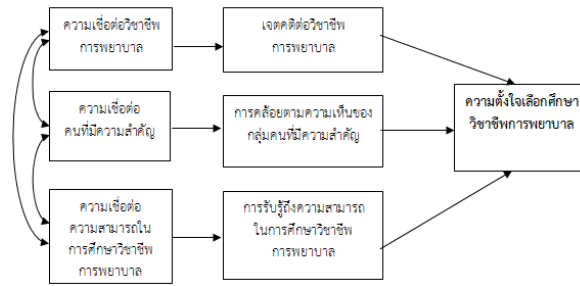 ความเชื่อต่อวิชาชีพ
การพยาบาล
เจตคติต่อวิชาชีพ
การพยาบาล
ความตั้งใจเลือกศึกษา
วิชาชีพการพยาบาล
ความเชื่อต่อ
คนที่มีความสำคัญ
การคล้อยตามความเห็นของ
กลุ่มคนที่มีความสำคัญ
ความเชื่อต่อ
ความสามารถใน
การศึกษาวิชาชีพ
การพยาบาล
การรับรู้ถึงความสามารถ
ในการศึกษาวิชาชีพ
การพยาบาล